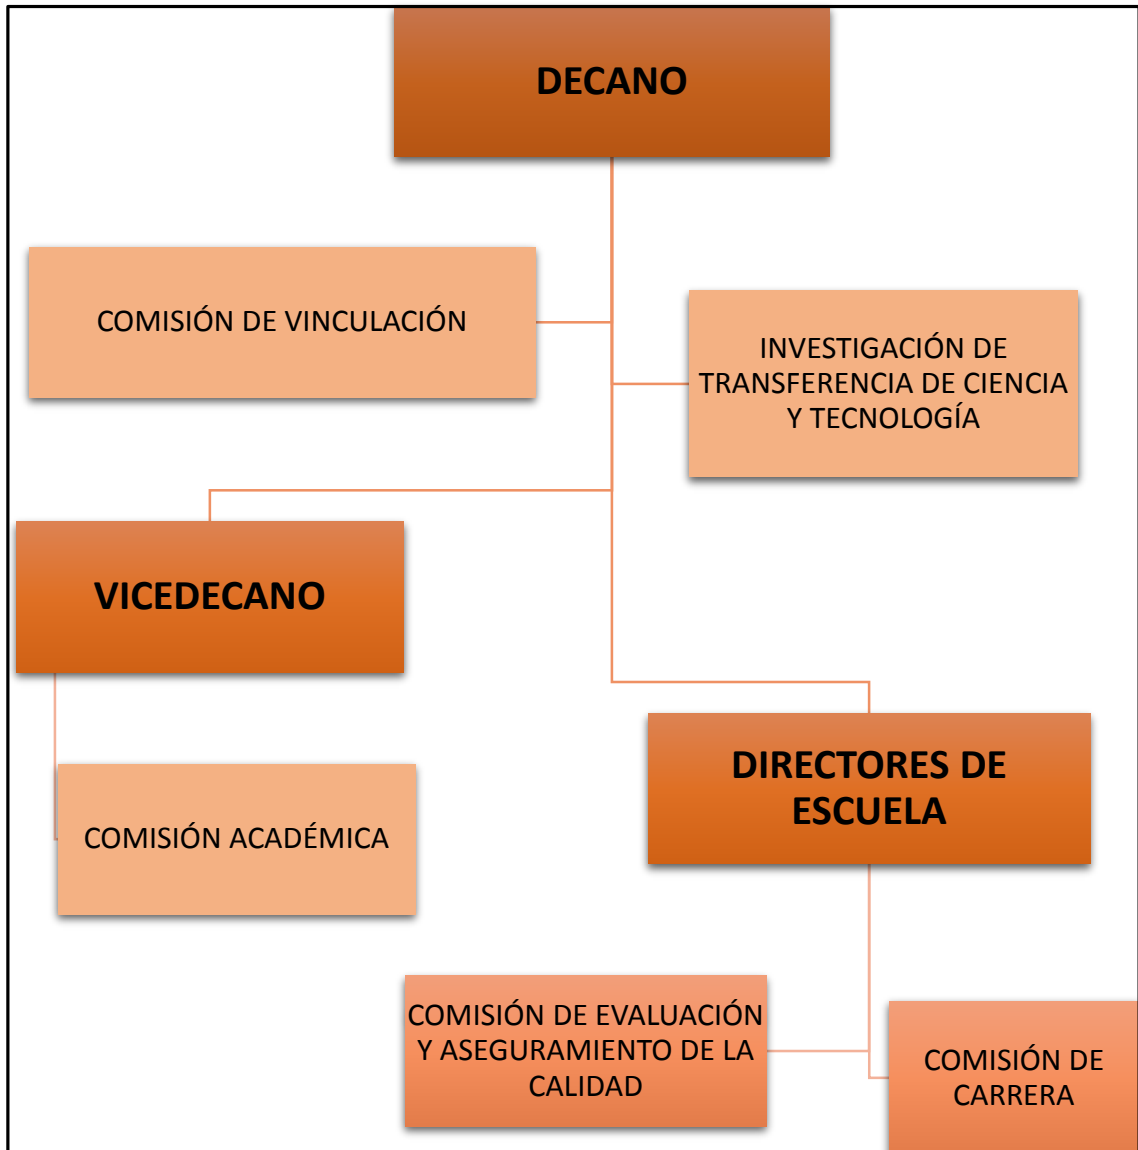 DECANO
COMISIÓN DE VINCULACIÓN
INVESTIGACIÓN DE
TRANSFERENCIA DE CIENCIA
Y TECNOLOGÍA
VICEDECANO
DIRECTORES DE
ESCUELA
COMISIÓN ACADÉMICA
COMISIÓN DE EVALUACIÓN
Y ASEGURAMIENTO DE LA
CALIDAD
COMISIÓN DE
CARRERA